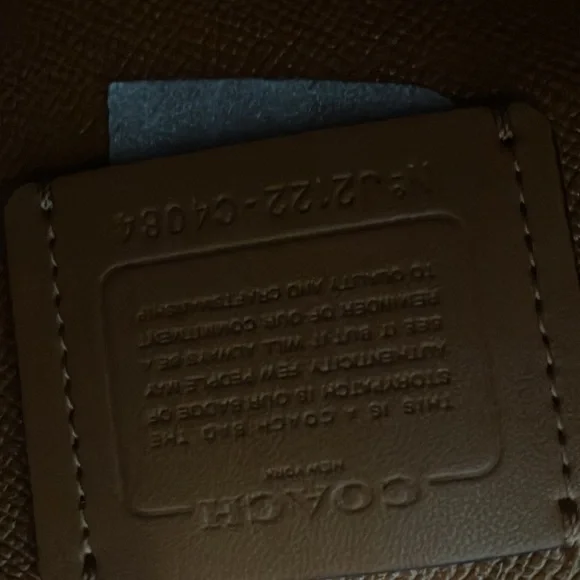 COACH
NEW YORK
THIS IS A COACH BAG THE
STORYPATCH IS OUR BADGE OF
AUTHENTICITY FEW PEOPLE MAY
SEE IT BUT IT WILL ALWAYS BE A
REMINDER OF OUR COMMITMENT
TO QUALITY AND CRAFTSMANSHIP
Nº J2122-C4084